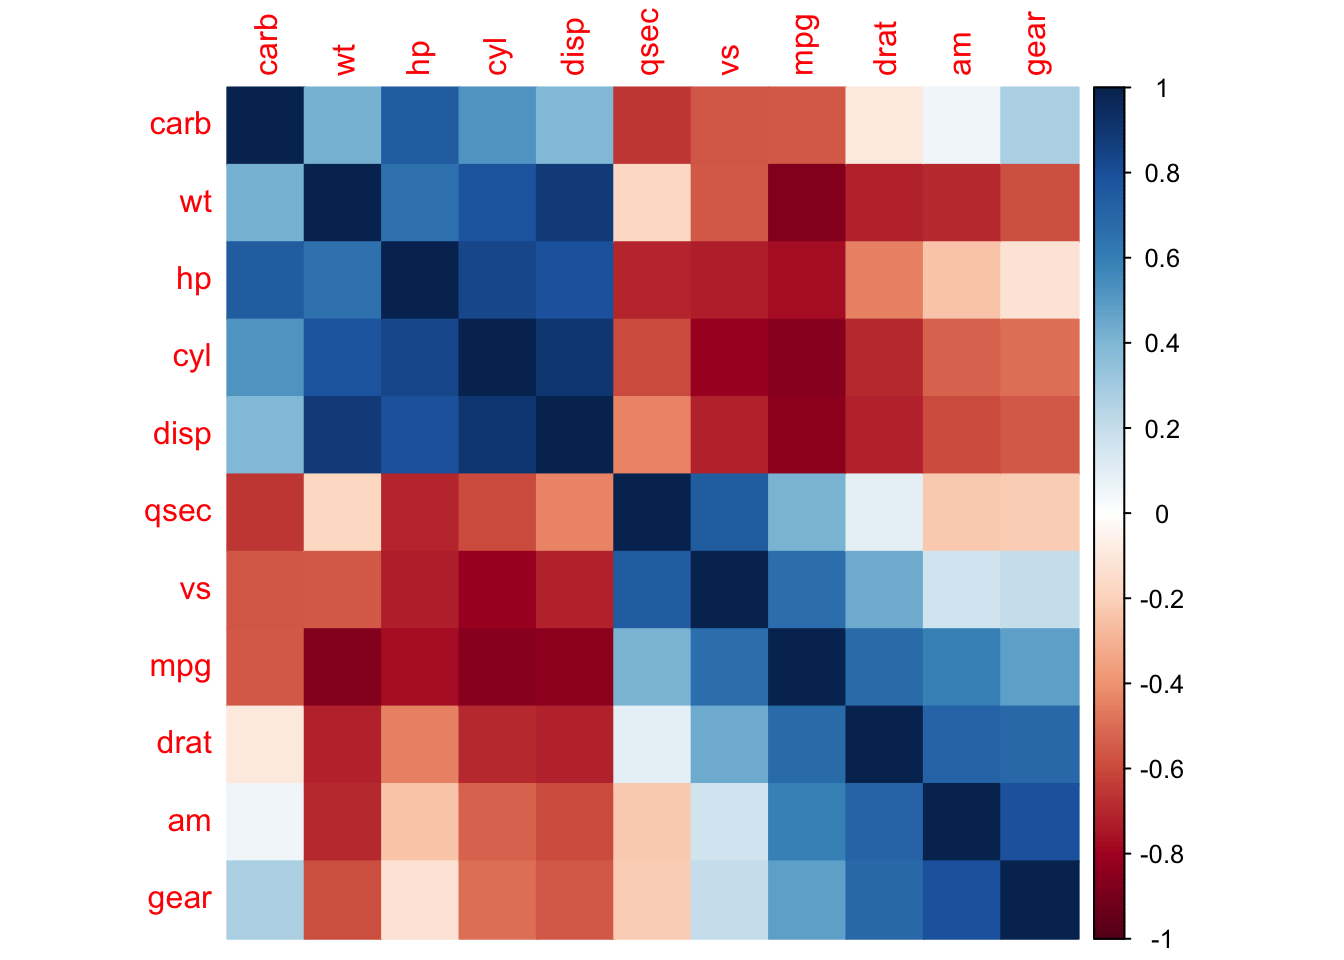 carb wt hp cyl disp qsec vs mpg drat am gear
carb
wt
hp
cyl
disp
qsec
vs
mpg
drat
am
gear
1
0.8
0.6
0.4
0.2
0
-0.2
-0.4
-0.6
-0.8
-1